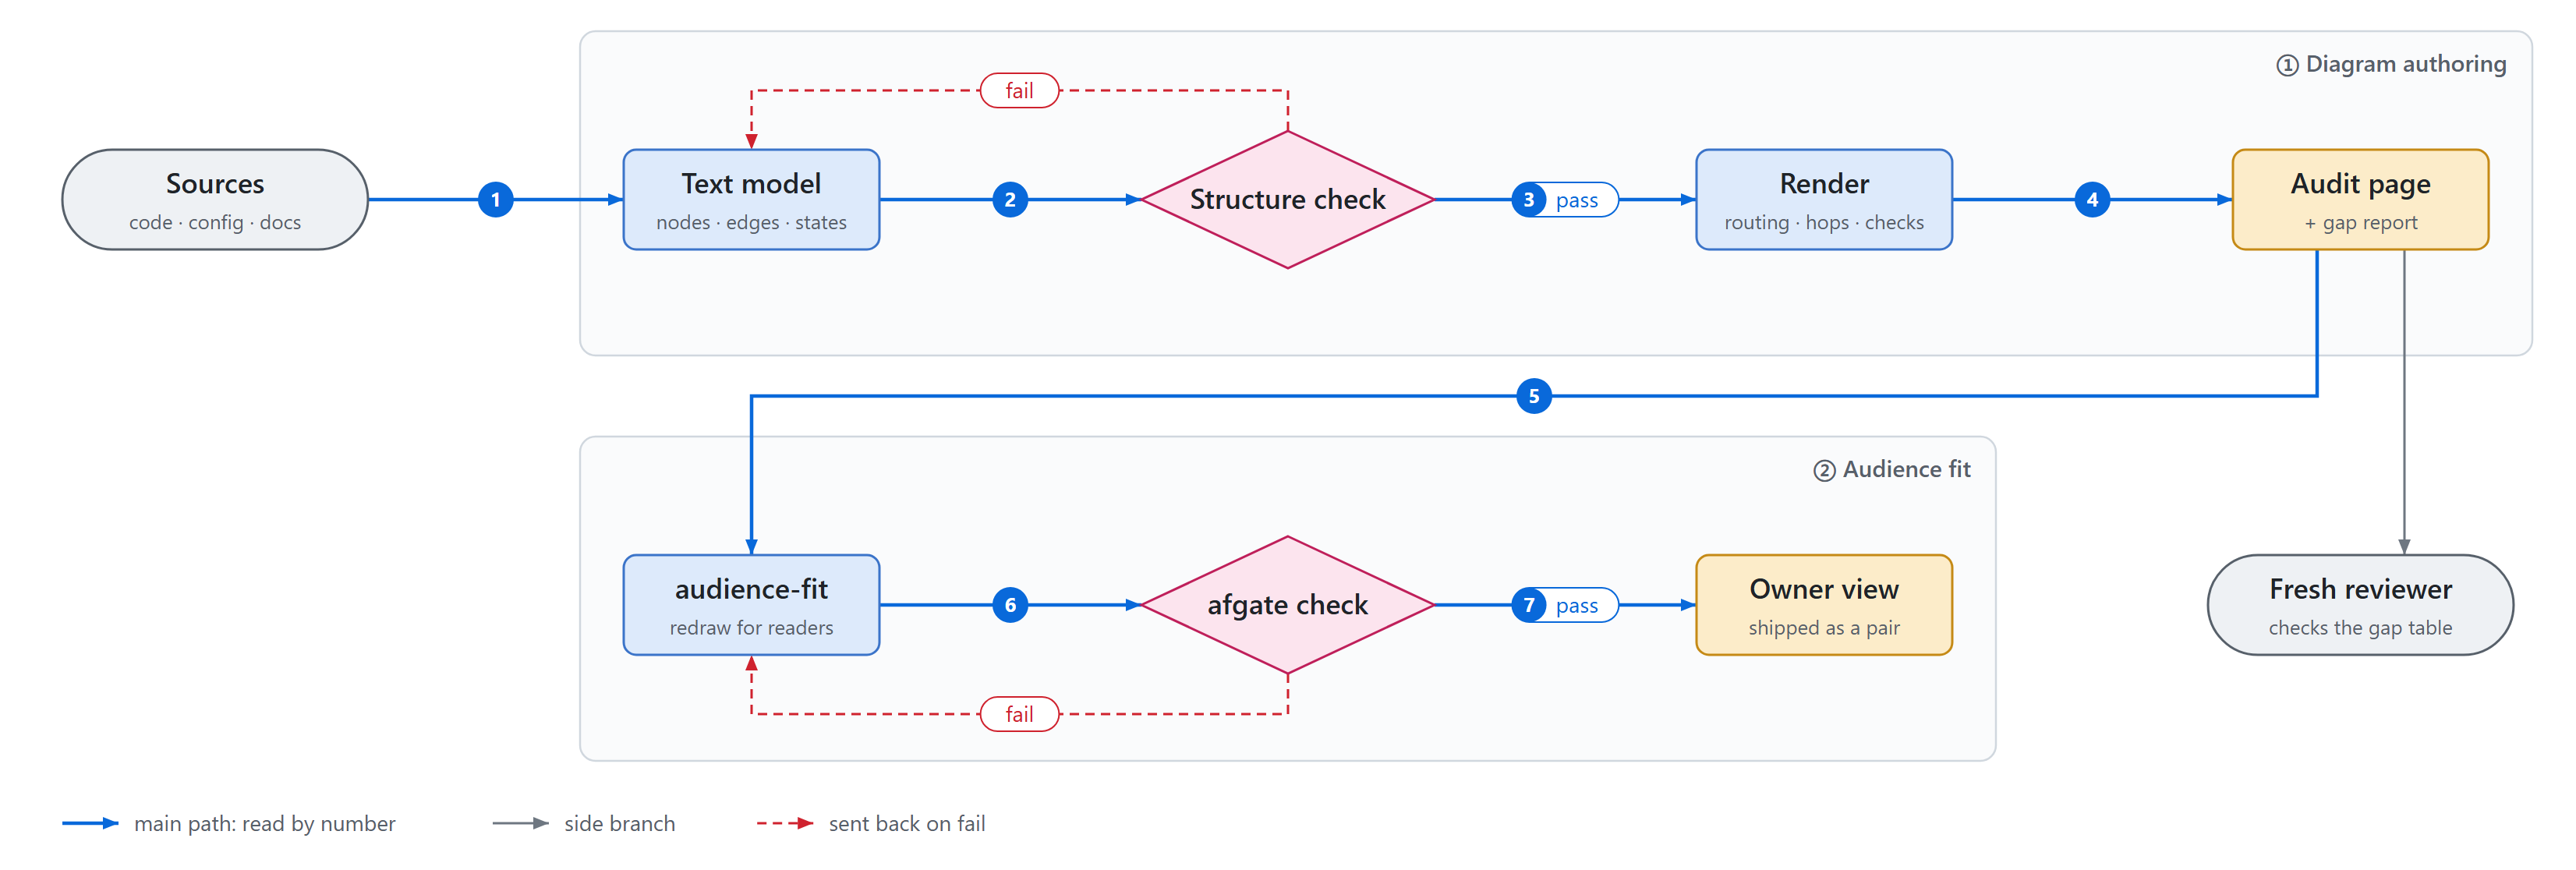 ① Diagram authoring
fail
Sources
code · config · docs
1
Text model
nodes · edges · states
2
Structure check
3 pass
Render
routing · hops · checks
4
Audit page
+ gap report
5
② Audience fit
audience-fit
redraw for readers
6
afgate check
7 pass
Owner view
shipped as a pair
Fresh reviewer
checks the gap table
fail
main path: read by number
side branch
sent back on fail